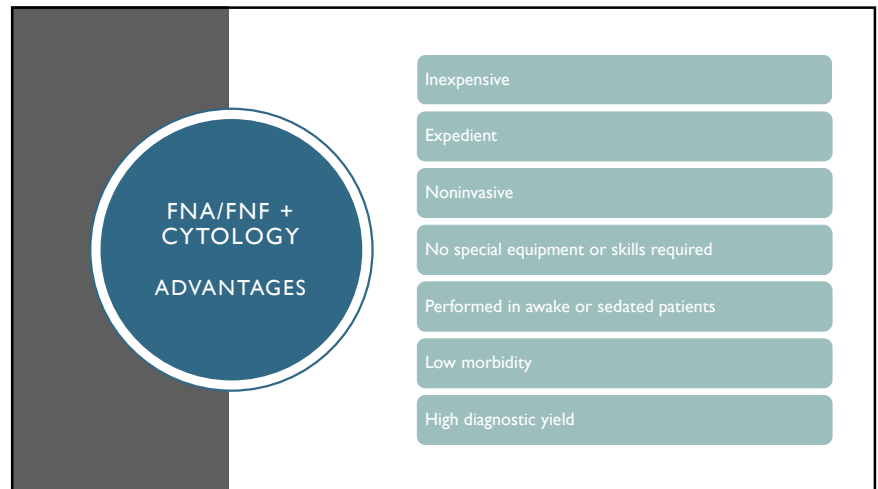 FNA/FNF +
CYTOLOGY
ADVANTAGES
Inexpensive
Expedient
Noninvasive
No special equipment or skills required
Performed in awake or sedated patients
Low morbidity
High diagnostic yield